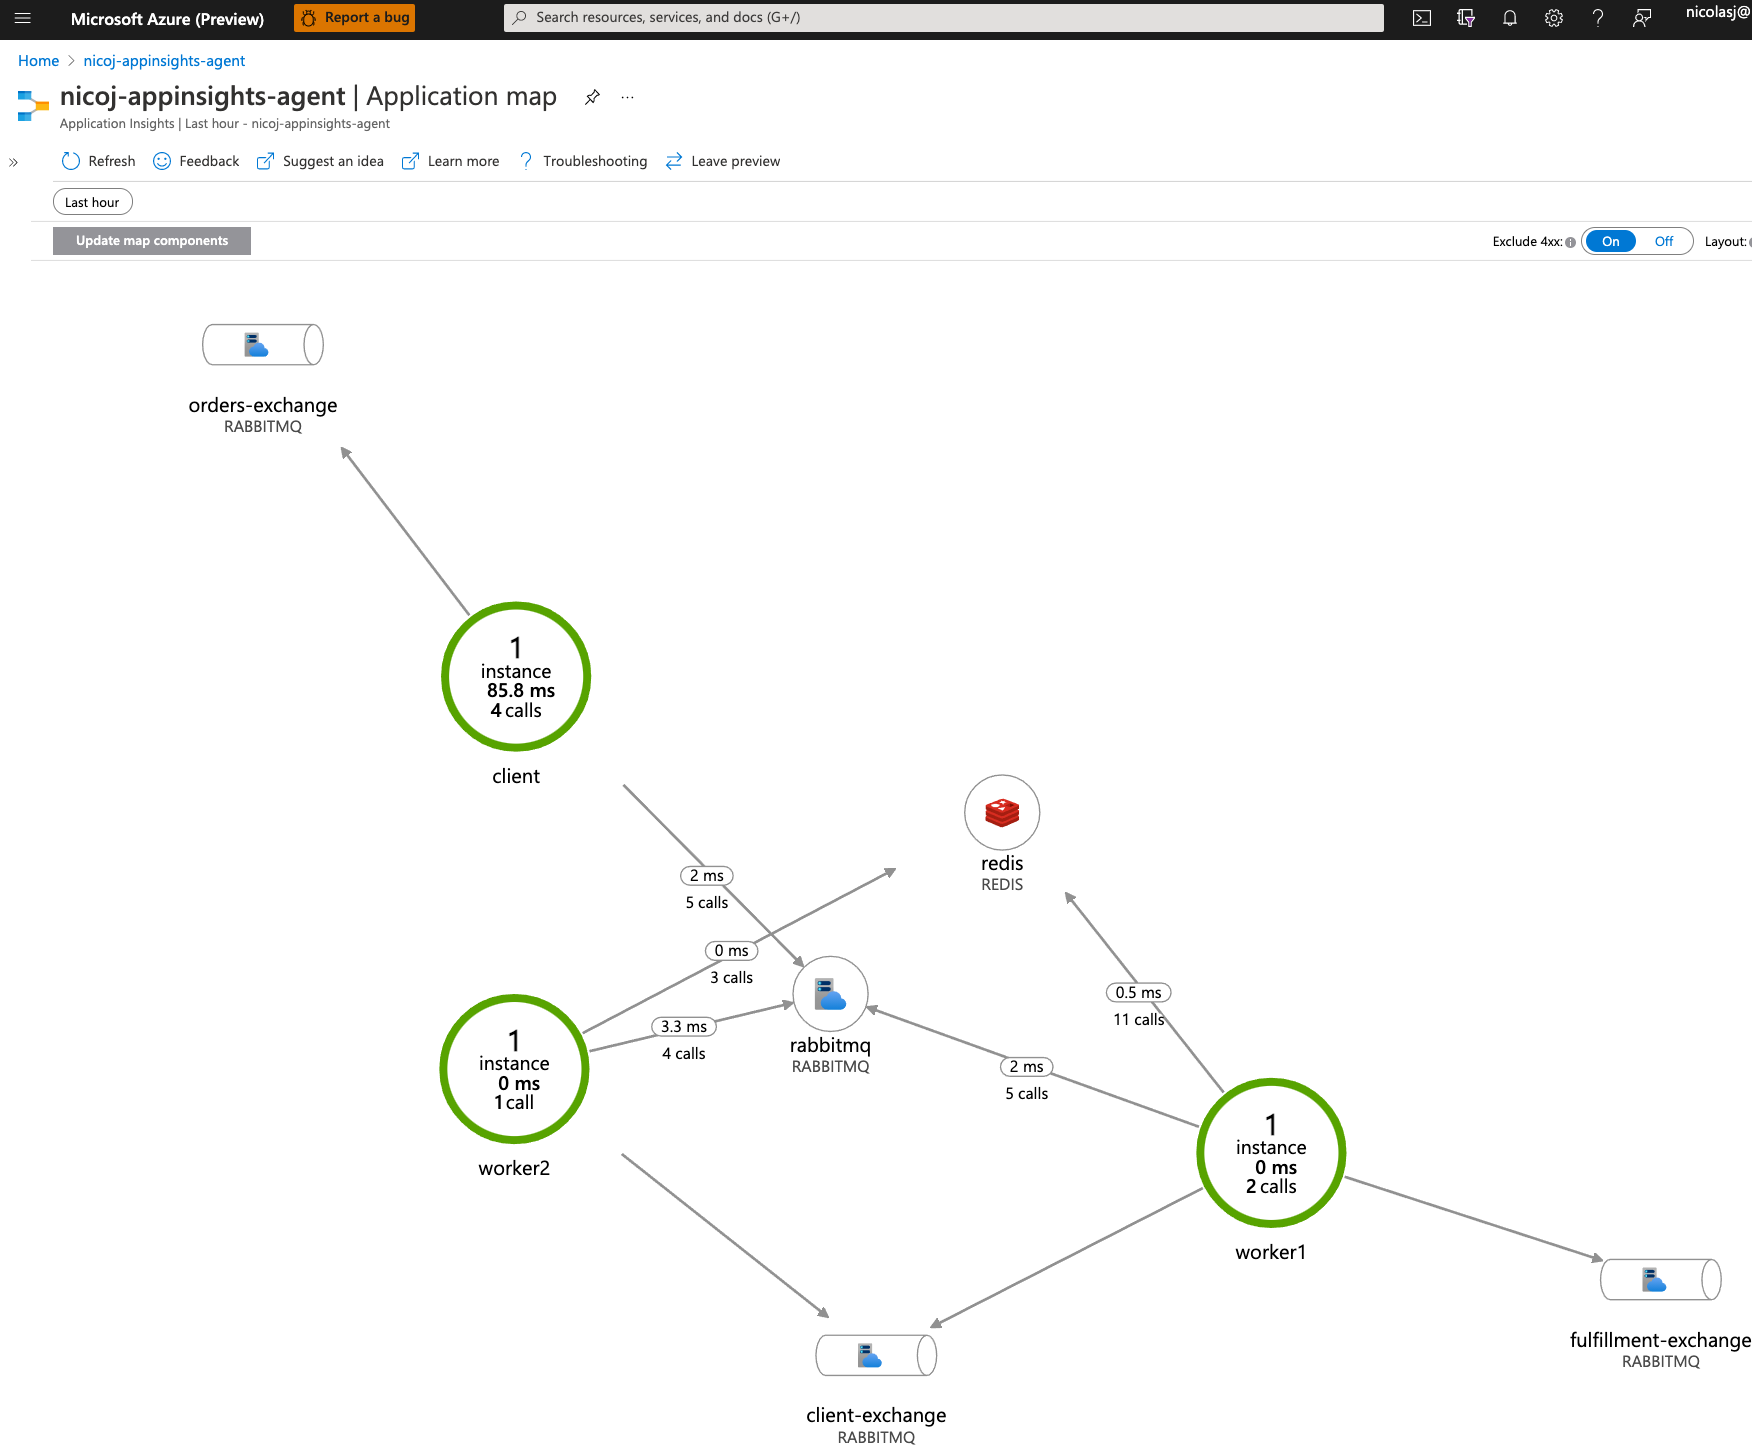 Microsoft Azure (Preview)
Report a bug
Search resources, services, and docs (G+/)
nicolasj@
Home > nicoj-appinsights-agent
nicoj-appinsights-agent | Application map
Application Insights | Last hour - nicoj-appinsights-agent
Refresh
Feedback
Suggest an idea
Learn more
Troubleshooting
Leave preview
Last hour
Update map components
Exclude 4xx:
On
Off
Layout:
orders-exchange
RABBITMQ
1
instance
85.8 ms
4 calls
client
redis
REDIS
2 ms
5 calls
0 ms
3 calls
3.3 ms
4 calls
rabbitmq
RABBITMQ
0.5 ms
11 calls
2 ms
5 calls
1
instance
0 ms
1 call
worker2
1
instance
0 ms
2 calls
worker1
fulfillment-exchange
RABBITMQ
client-exchange
RABBITMQ